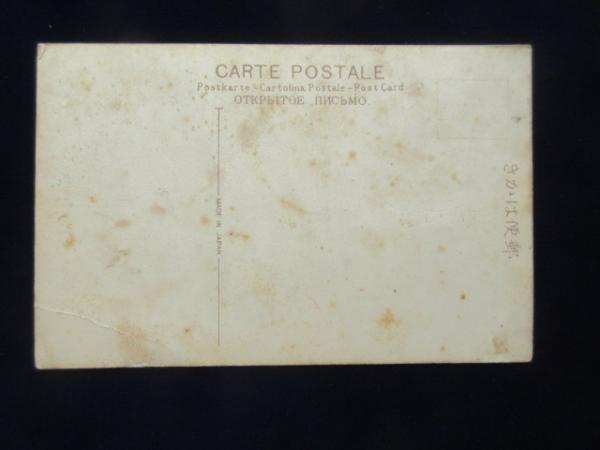 CARTE POSTALE
Postkarte - Cartolina Postale - Post Card
ОТКРЫТОЕ ПИСЬМО.
MADE IN JAPAN
きかは便郵